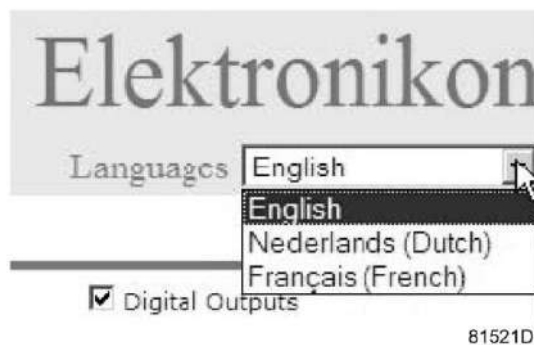 Elektronikon
Languages English
English
Nederlands (Dutch)
Français (French)
Digital Outputs
81521D